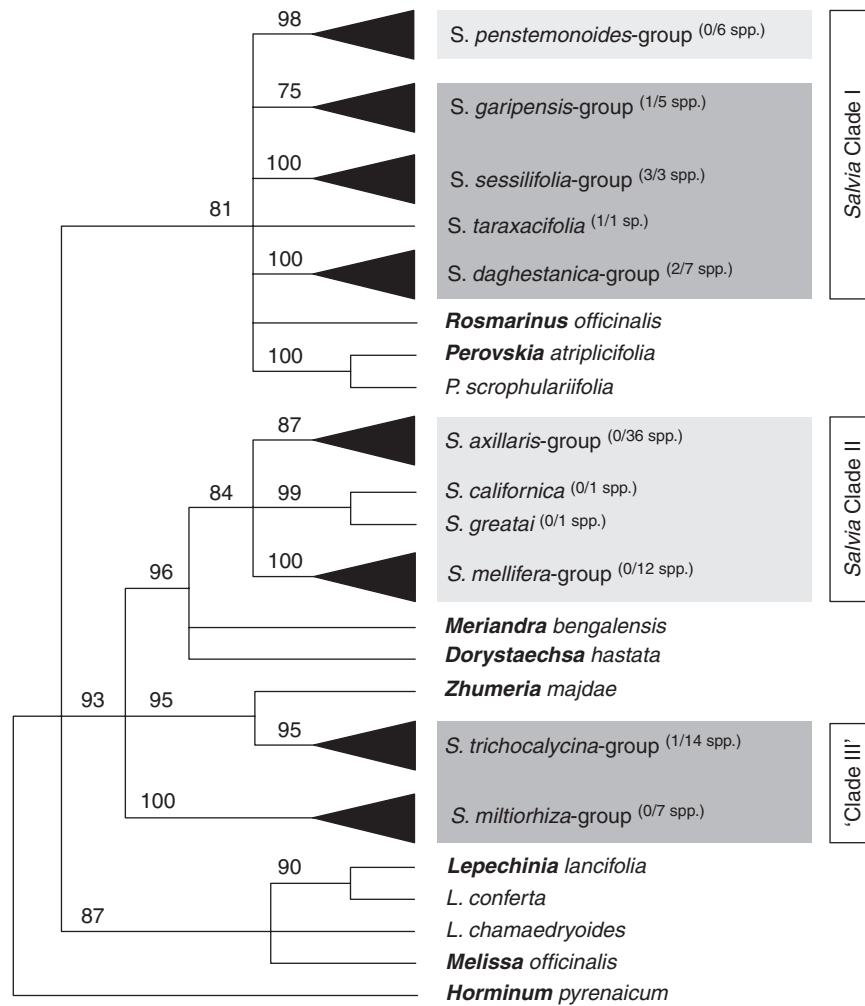 98
S. penstemonoides-group (0/6 spp.)
75
S. garipensis-group (1/5 spp.)
100
S. sessilifolia-group (3/3 spp.)
81
S. taraxacifolia (1/1 sp.)
100
S. daghestanica-group (2/7 spp.)
Salvia Clade I
Rosmarinus officinalis
100
Perovskia atriplicifolia
P. scrophulariifolia
87
S. axillaris-group (0/36 spp.)
84
99
S. californica (0/1 spp.)
S. greatai (0/1 spp.)
100
S. mellifera-group (0/12 spp.)
Salvia Clade II
96
Meriandra bengalensis
Dorystaechsa hastata
Zhumeria majdae
93
95
95
S. trichocalycina-group (1/14 spp.)
100
S. miltiorhiza-group (0/7 spp.)
'Clade III'
90
Lepechinia lancifolia
L. conferta
87
L. chamaedryoides
Melissa officinalis
Horminum pyrenaicum